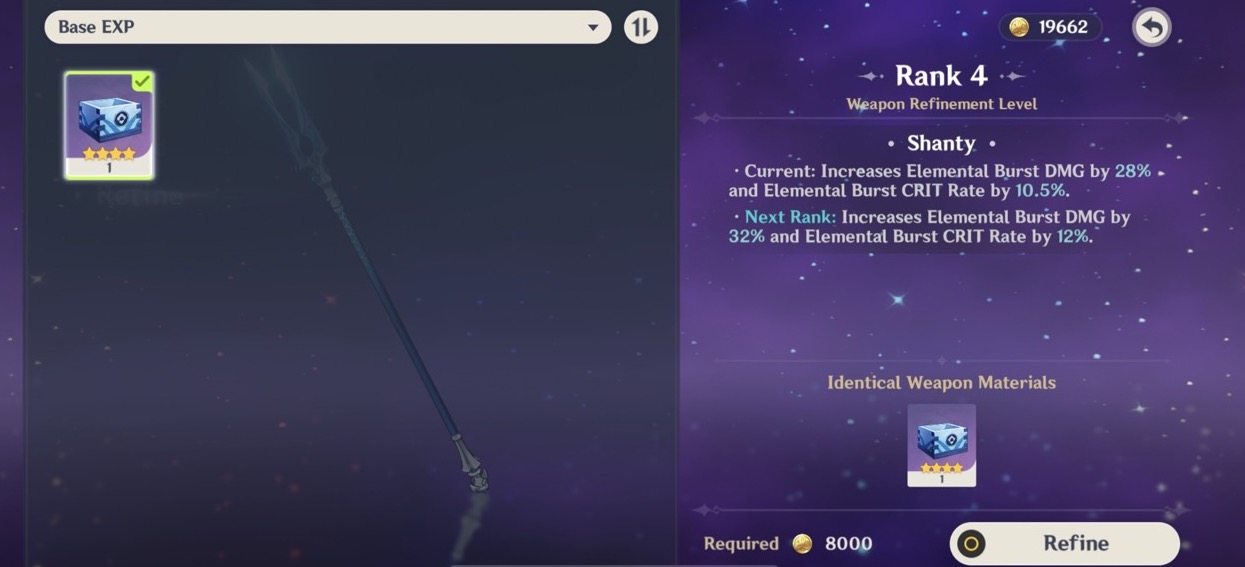 Base EXP
19662
1
Refine
Rank 4
Weapon Refinement Level
• Shanty •
· Current: Increases Elemental Burst DMG by 28%
and Elemental Burst CRIT Rate by 10.5%.
· Next Rank: Increases Elemental Burst DMG by
32% and Elemental Burst CRIT Rate by 12%.
Identical Weapon Materials
1
Required 8000
Refine